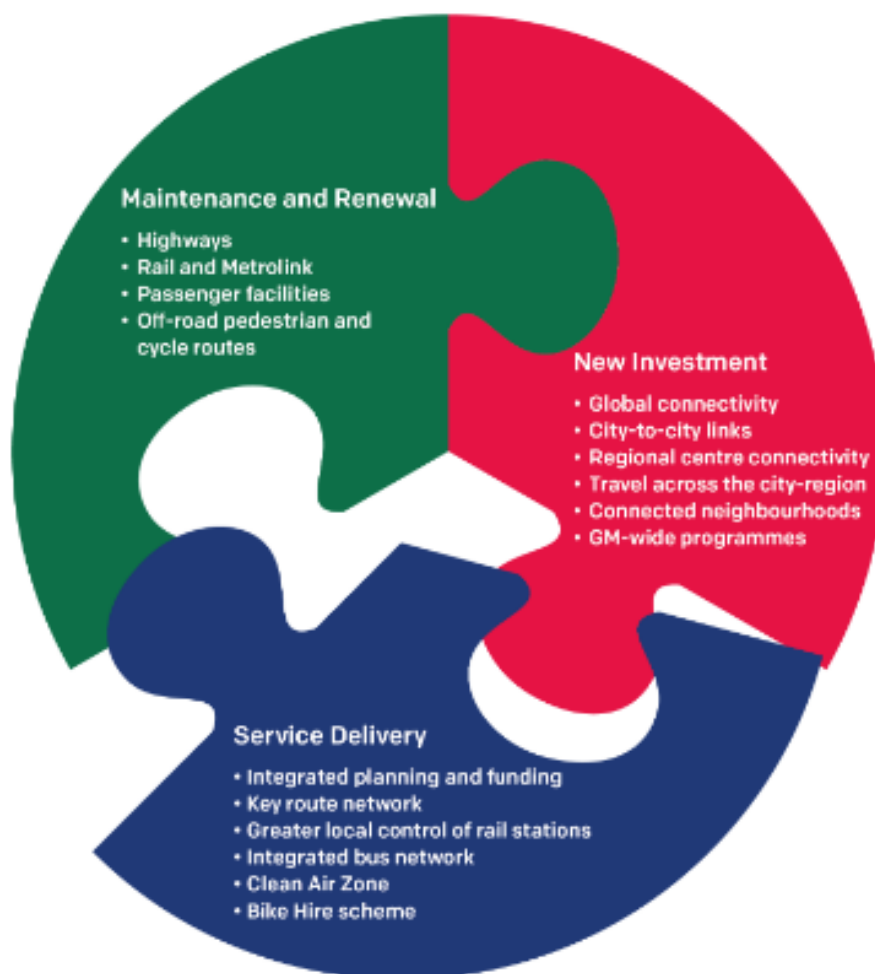 Maintenance and Renewal
• Highways
• Rail and Metrolink
• Passenger facilities
• Off-road pedestrian and
cycle routes
New Investment
• Global connectivity
• City-to-city links
• Regional centre connectivity
• Travel across the city-region
• Connected neighbourhoods
• GM-wide programmes
Service Delivery
• Integrated planning and funding
• Key route network
• Greater local control of rail stations
• Integrated bus network
• Clean Air Zone
• Bike Hire scheme